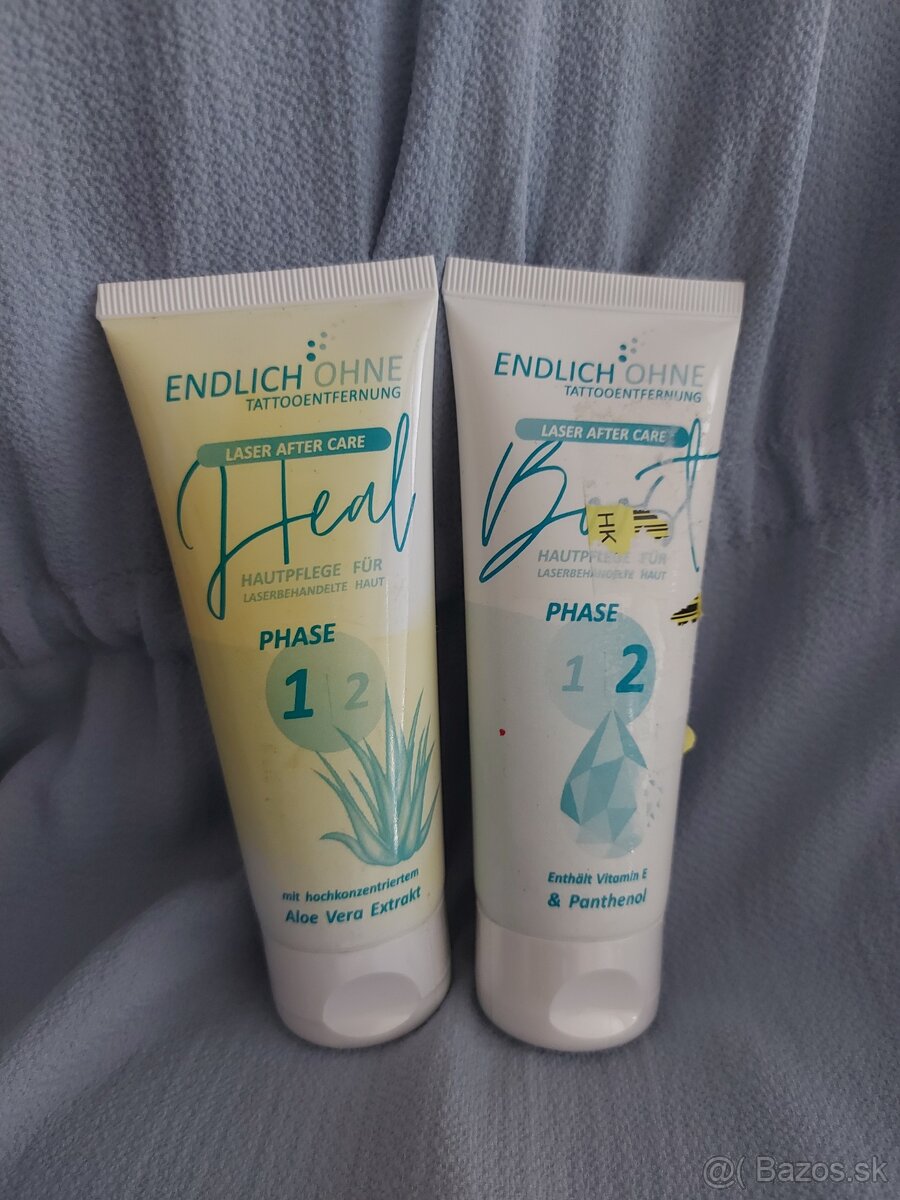 ENDLICH OHNE
TATTOOENTFERNUNG
LASER AFTER CARE
Heal
HAUTPFLEGE FÜR
LASERBEHANDELTE HAUT
PHASE
1 2
mit hochkonzentriertem
Aloe Vera Extrakt
ENDLICH OHNE
TATTOOENTFERNUNG
LASER AFTER CARE
HK
HAUTPFLEGE FÜR
LASERBEHANDELTE HAUT
PHASE
1 2
Enthält Vitamin E
& Panthenol
@( Bazos.sk